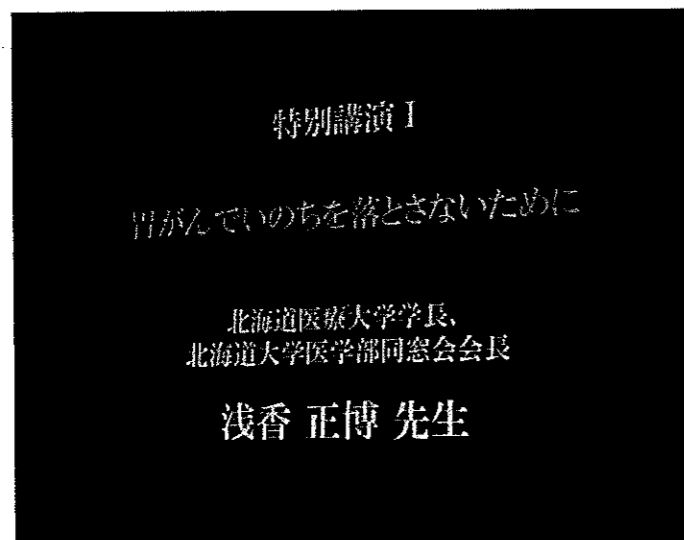 特別講演 I
胃がんでいのちを落とさないために
北海道医療大学学長、
北海道大学医学部同窓会会長
浅香 正博 先生